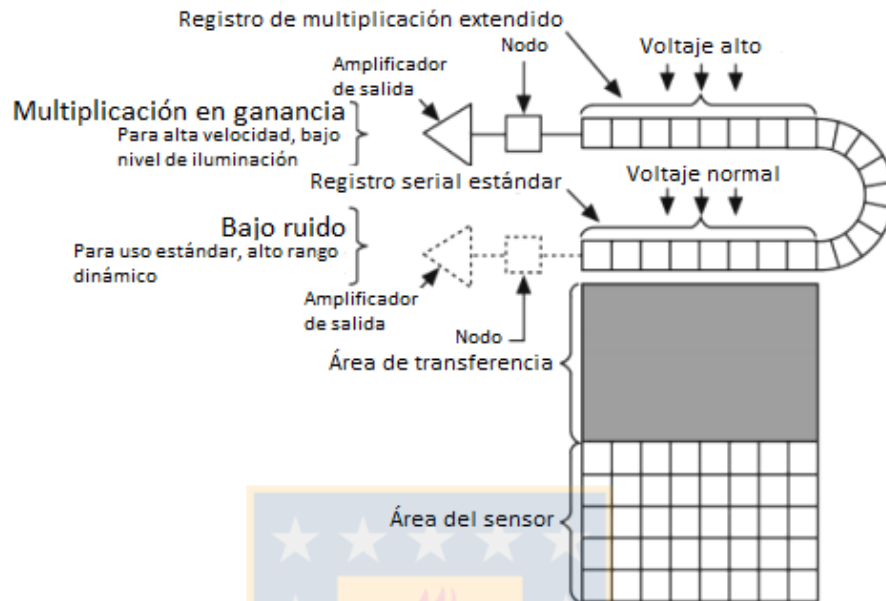 Registro de multiplicación extendido
Nodo
Voltaje alto
Amplificador
de salida
Multiplicación en ganancia
Para alta velocidad, bajo
nivel de iluminación
Registro serial estándar
Voltaje normal
Bajo ruido
Para uso estándar, alto rango
dinámico
Amplificador
de salida
Nodo
Área de transferencia
Área del sensor